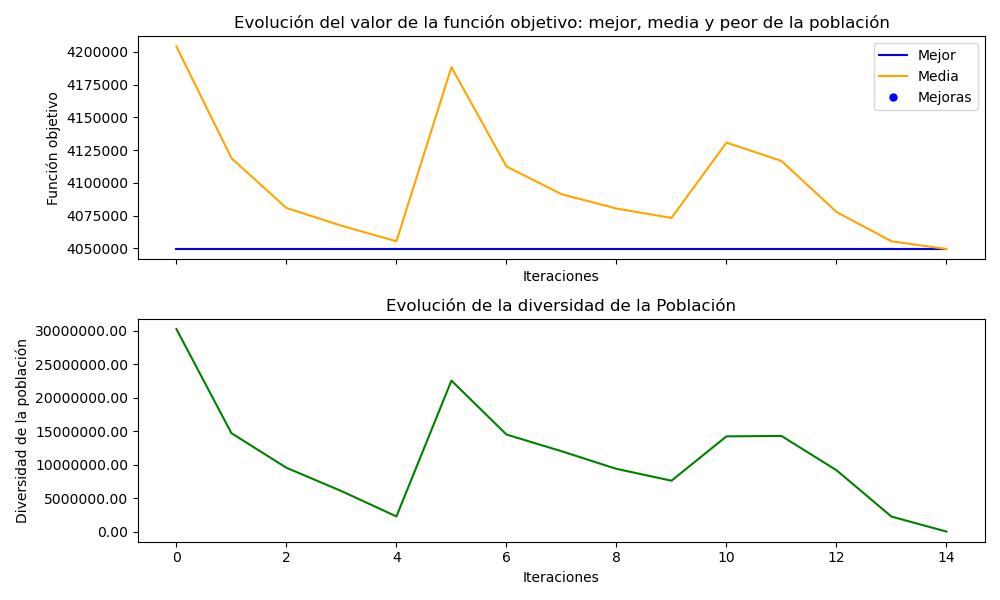 Evolución del valor de la función objetivo: mejor, media y peor de la población
4200000
4175000
4150000
4125000
4100000
4075000
4050000
Función objetivo
Mejor
Media
Mejoras
Iteraciones
Evolución de la diversidad de la Población
30000000.00
25000000.00
20000000.00
15000000.00
10000000.00
5000000.00
0.00
Diversidad de la población
0 2 4 6 8 10 12 14
Iteraciones